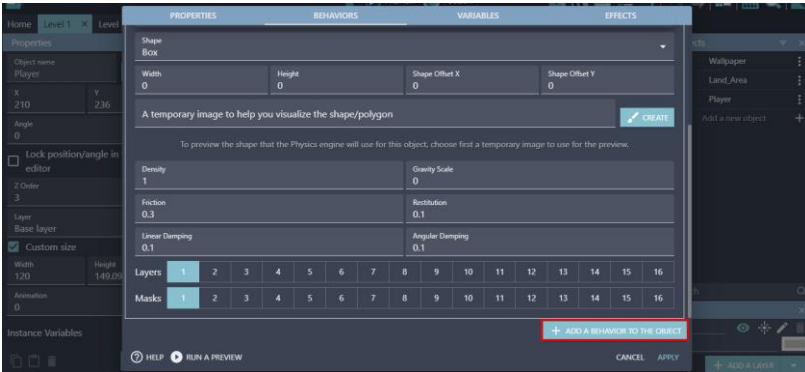 PROPERTIES BEHAVIORS VARIABLES EFFECTS
Home Level 1 × Level
Properties
Object name
Player
X Y
210 236
Angle
0
Lock position/angle in
editor
Z Order
3
Layer
Base layer
Custom size
Width Height
120 149.09
Animation
0
Instance Variables
Shape
Box
Width Height Shape Offset X Shape Offset Y
0 0 0 0
A temporary image to help you visualize the shape/polygon
CREATE
To preview the shape that the Physics engine will use for this object, choose first a temporary image to use for the preview.
Density Gravity Scale
1 0
Friction Restitution
0.3 0.1
Linear Damping Angular Damping
0.1 0.1
Layers 1 2 3 4 5 6 7 8 9 10 11 12 13 14 15 16
Masks 1 2 3 4 5 6 7 8 9 10 11 12 13 14 15 16
+ ADD A BEHAVIOR TO THE OBJECT
HELP RUN A PREVIEW CANCEL APPLY
cts
Wallpaper
Land_Area
Player
Add a new object +
+ ADD A LAYER